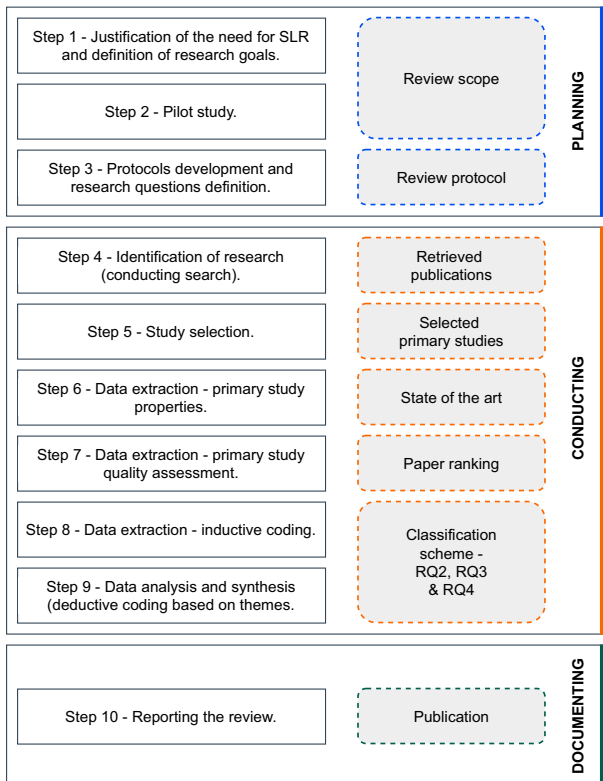 Step 1 - Justification of the need for SLR
and definition of research goals.
Step 2 - Pilot study.
Review scope
Step 3 - Protocols development and
research questions definition.
Review protocol
PLANNING
Step 4 - Identification of research
(conducting search).
Retrieved
publications
Step 5 - Study selection.
Selected
primary studies
Step 6 - Data extraction - primary study
properties.
State of the art
Step 7 - Data extraction - primary study
quality assessment.
Paper ranking
Step 8 - Data extraction - inductive coding.
Step 9 - Data analysis and synthesis
(deductive coding based on themes.
Classification
scheme -
RQ2, RQ3
& RQ4
CONDUCTING
Step 10 - Reporting the review.
Publication
DOCUMENTING